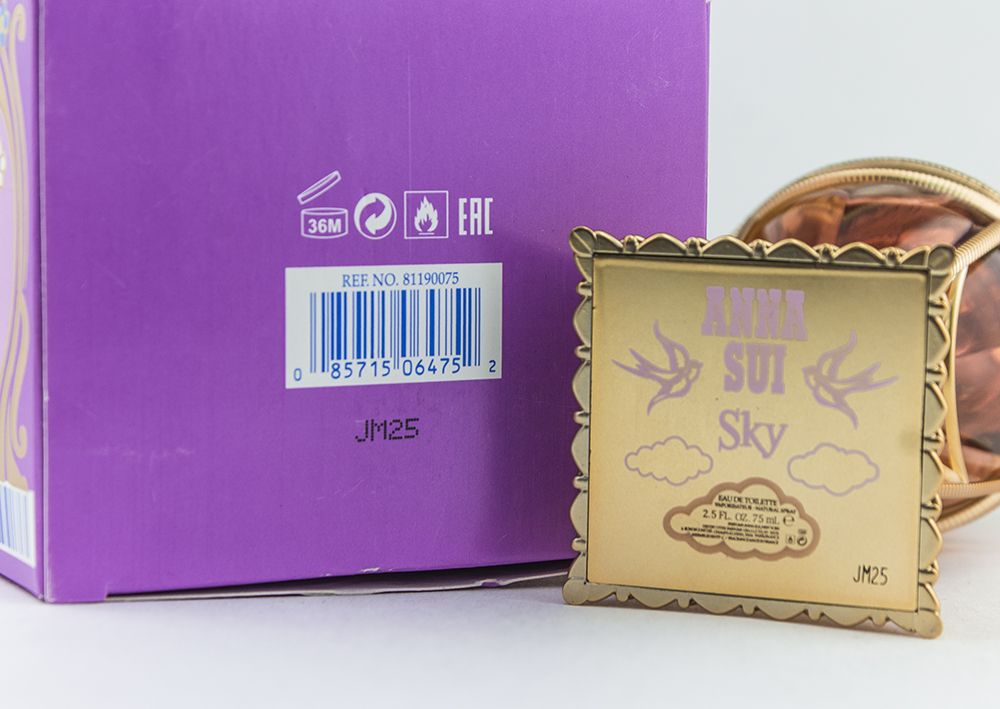 36M
EAC
REF. NO. 81190075
0 85715 06475 2
JM25
ANNA
SUI
Sky
EAU DE TOILETTE
VAPORISATEUR - NATURAL SPRAY
2.5 FL. OZ. 75 mL ℮
JM25